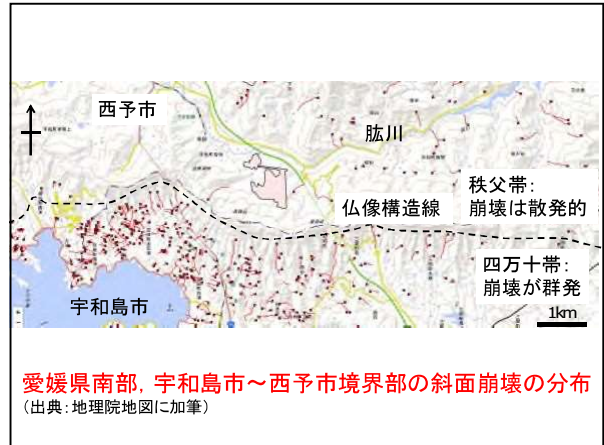 西予市
肱川
秩父帯：
崩壊は散発的
仏像構造線
四万十帯：
崩壊が群発
宇和島市
1km
愛媛県南部，宇和島市～西予市境界部の斜面崩壊の分布
（出典：地理院地図に加筆）